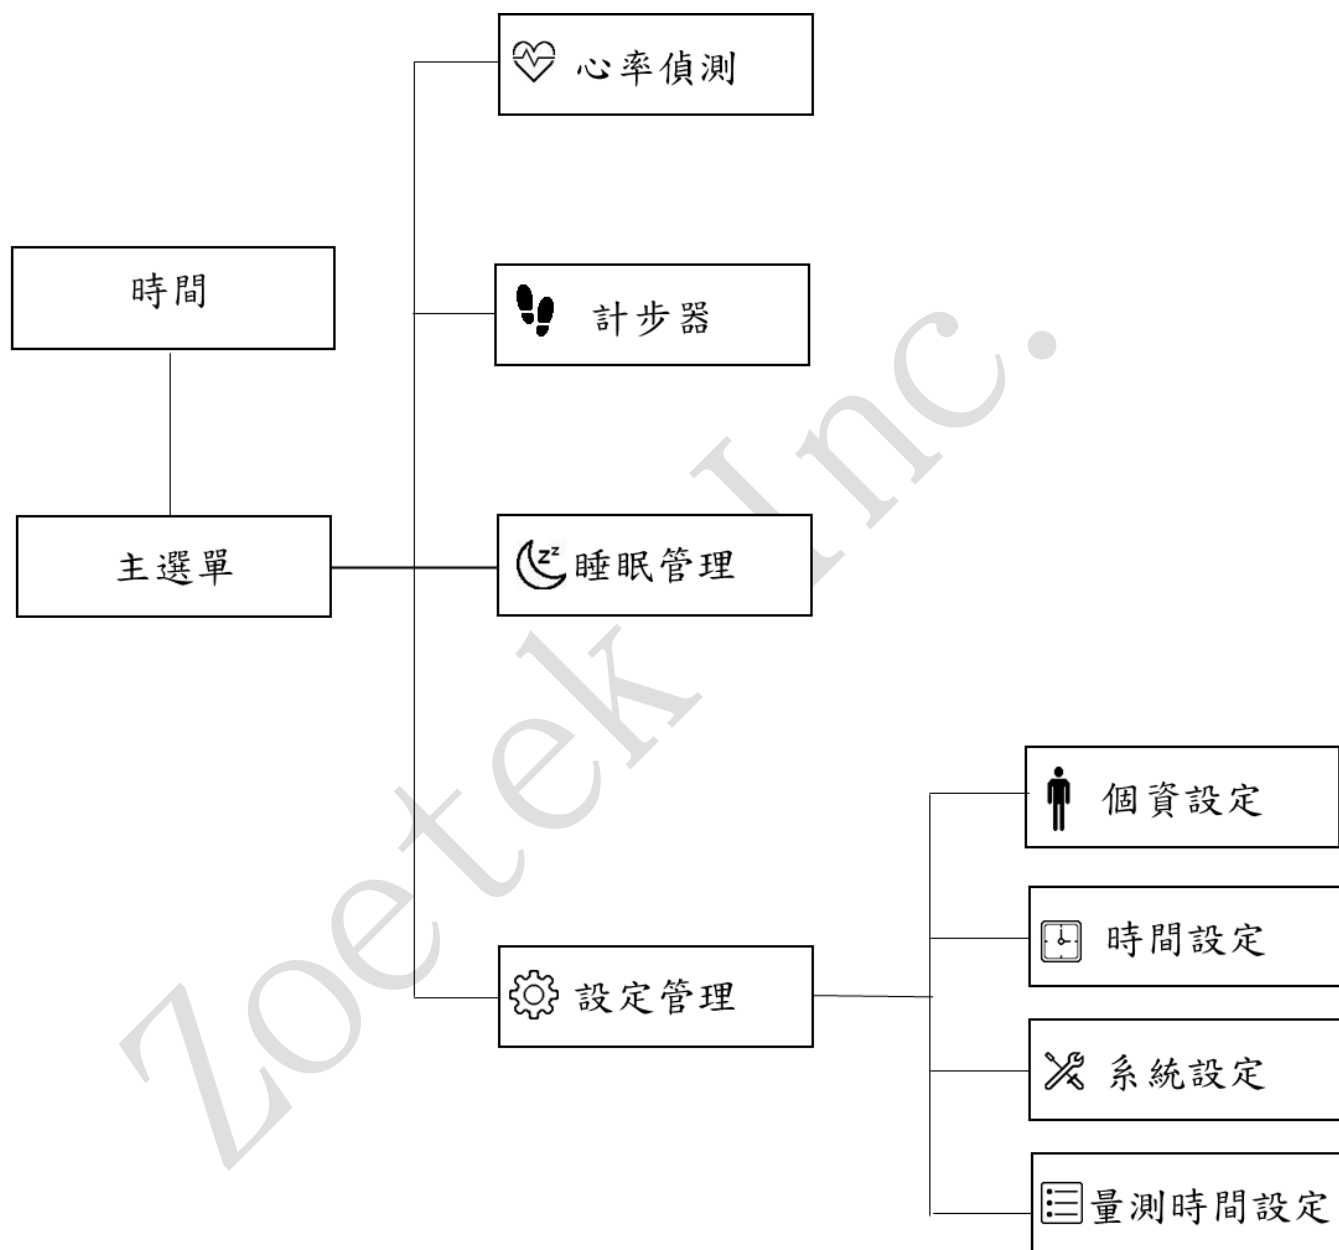 心率偵測
時間
計步器
主選單
zz 睡眠管理
設定管理
個資設定
時間設定
系統設定
量測時間設定
Zoetek Inc.